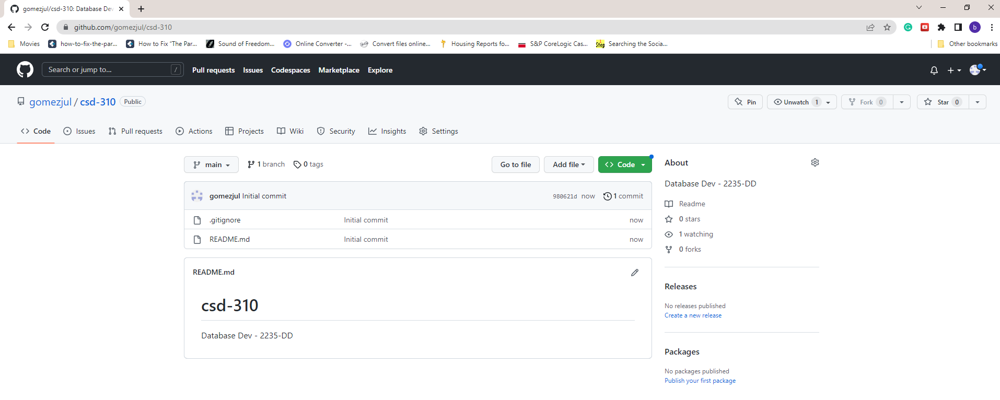 gomezjul/csd-310: Database Dev
github.com/gomezjul/csd-310
Movies how-to-fix-the-par... How to Fix "The Par... Sound of Freedom... Online Converter -... Convert files online... Housing Reports fo... S&P CoreLogic Cas... 1 Step Searching the Socia... Other bookmarks
b
Search or jump to... / Pull requests Issues Codespaces Marketplace Explore
gomezjul / csd-310 Public Pin Unwatch 1 Fork 0 Star 0
Code Issues Pull requests Actions Projects Wiki Security Insights Settings
main 1 branch 0 tags Go to file Add file Code
gomezjul Initial commit 980621d now 1 commit
.gitignore Initial commit now
README.md Initial commit now
README.md
csd-310
Database Dev - 2235-DD
About
Database Dev - 2235-DD
Readme
0 stars
1 watching
0 forks
Releases
No releases published
Create a new release
Packages
No packages published
Publish your first package